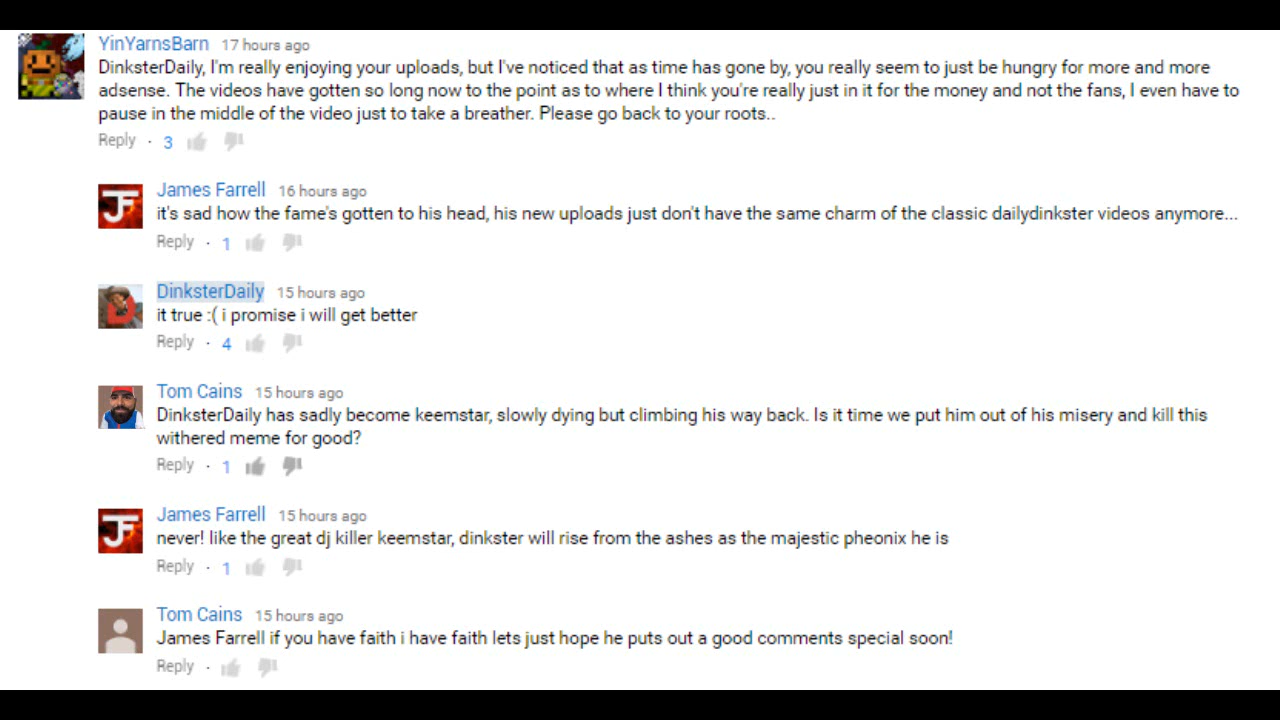 YinYarnsBarn 17 hours ago
DinksterDaily, I'm really enjoying your uploads, but I've noticed that as time has gone by, you really seem to just be hungry for more and more
adsense. The videos have gotten so long now to the point as to where I think you're really just in it for the money and not the fans, I even have to
pause in the middle of the video just to take a breather. Please go back to your roots..
Reply · 3
JF
James Farrell 16 hours ago
it's sad how the fame's gotten to his head, his new uploads just don't have the same charm of the classic dailydinkster videos anymore...
Reply · 1
D
DinksterDaily 15 hours ago
it true :( i promise i will get better
Reply · 4
Tom Cains 15 hours ago
DinksterDaily has sadly become keemstar, slowly dying but climbing his way back. Is it time we put him out of his misery and kill this
withered meme for good?
Reply · 1
JF
James Farrell 15 hours ago
never! like the great dj killer keemstar, dinkster will rise from the ashes as the majestic pheonix he is
Reply · 1
Tom Cains 15 hours ago
James Farrell if you have faith i have faith lets just hope he puts out a good comments special soon!
Reply ·